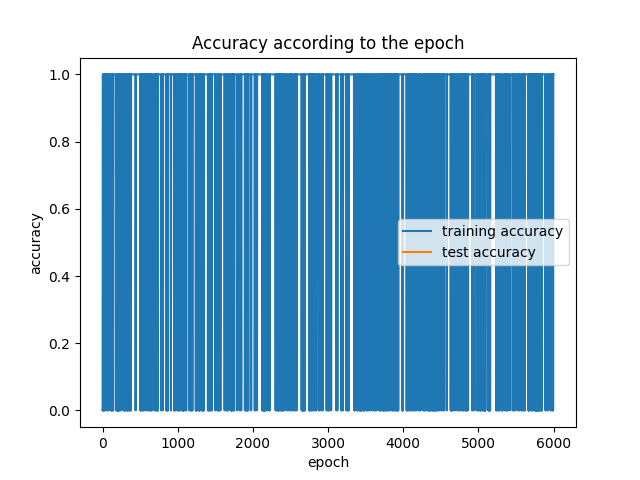 Accuracy according to the epoch
1.0
0.8
0.6
0.4
0.2
0.0
accuracy
training accuracy
test accuracy
0
1000
2000
3000
4000
5000
6000
epoch